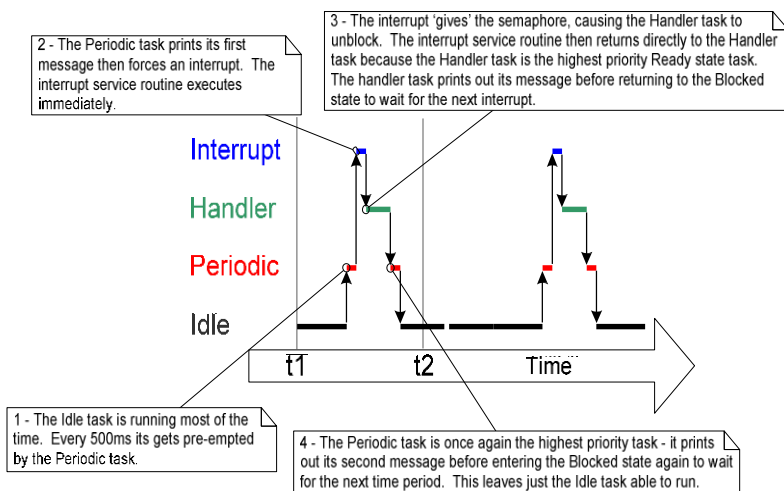 2 - The Periodic task prints its first
message then forces an interrupt.  The
interrupt service routine executes
immediately.
3 - The interrupt ‘gives’ the semaphore, causing the Handler task to
unblock.  The interrupt service routine then returns directly to the Handler
task because the Handler task is the highest priority Ready state task.
The handler task prints out its message before returning to the Blocked
state to wait for the next interrupt.
Interrupt
Handler
Periodic
Idle
t1
t2
Time
1 - The Idle task is running most of the
time.  Every 500ms its gets pre-empted
by the Periodic task.
4 - The Periodic task is once again the highest priority task - it prints
out its second message before entering the Blocked state again to wait
for the next time period.  This leaves just the Idle task able to run.